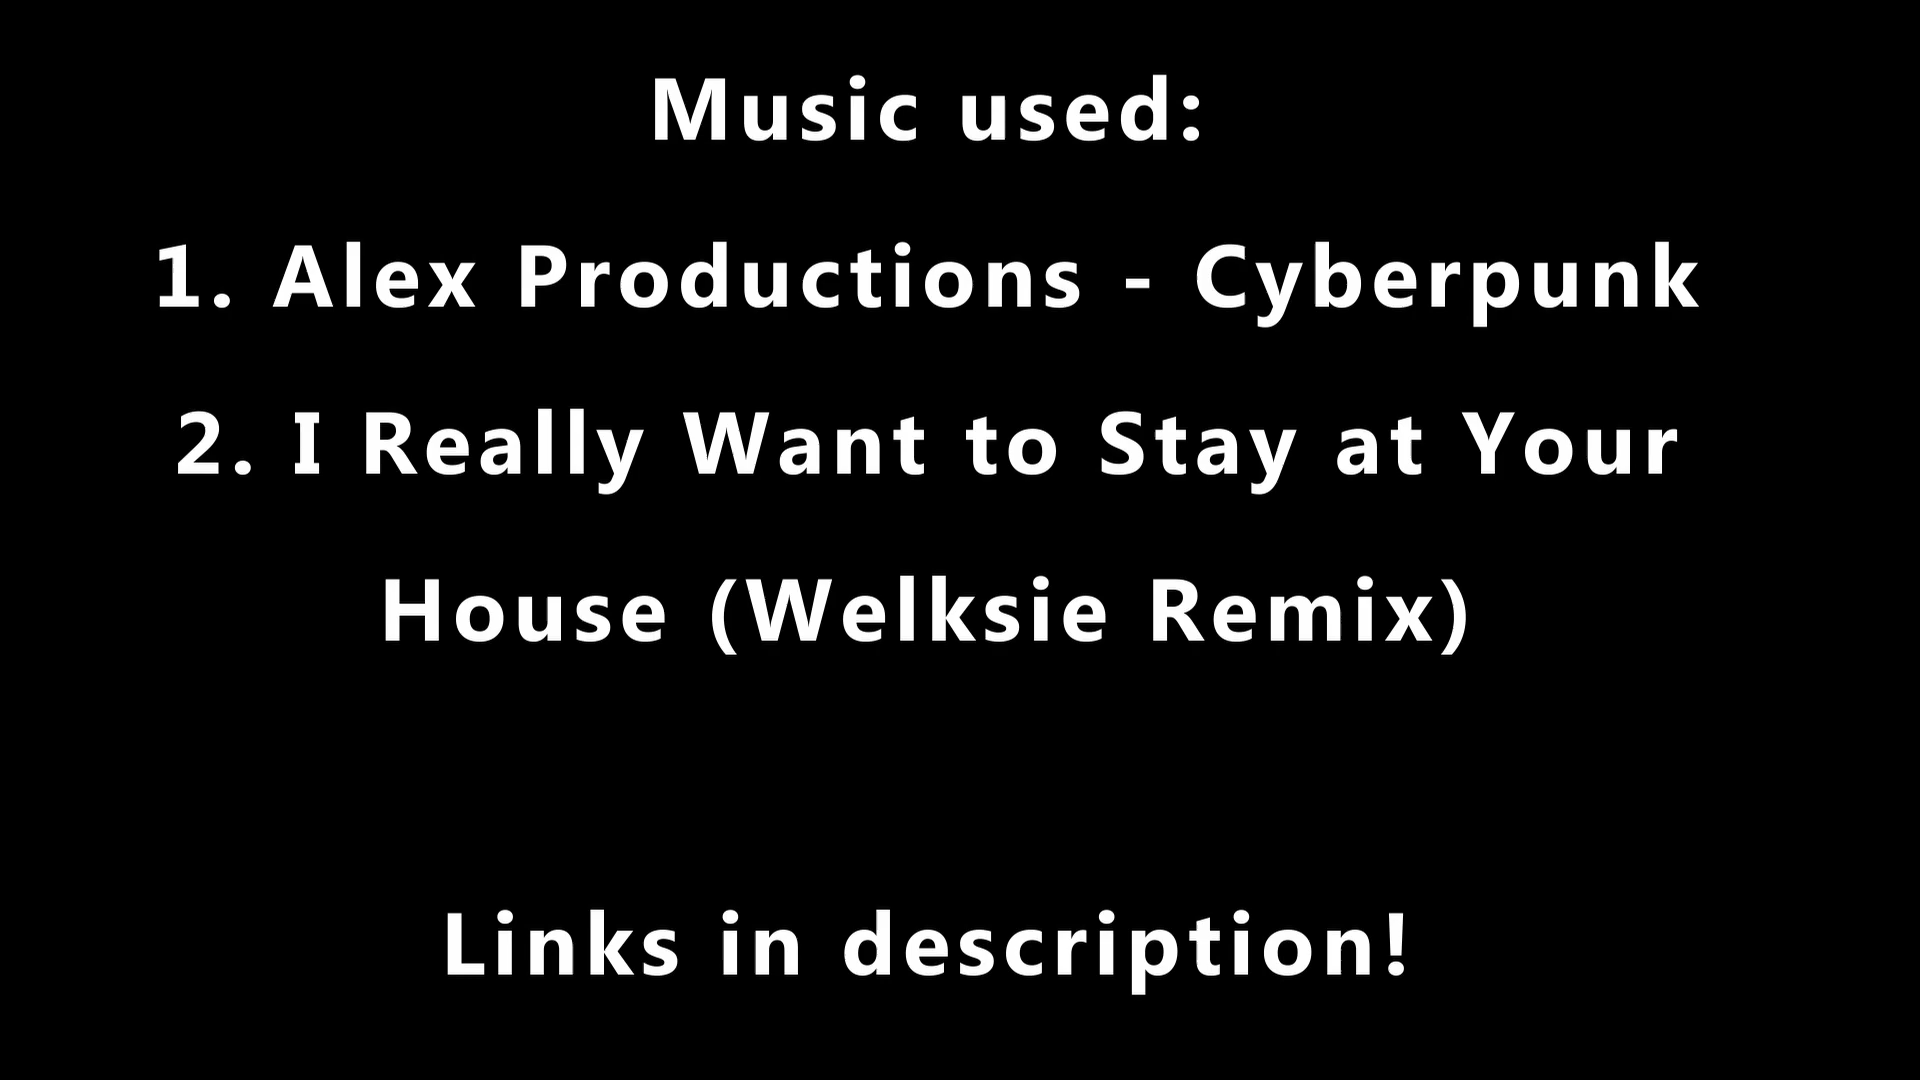 Music used:
1. Alex Productions - Cyberpunk
2. I Really Want to Stay at Your
House (Welksie Remix)
Links in description!